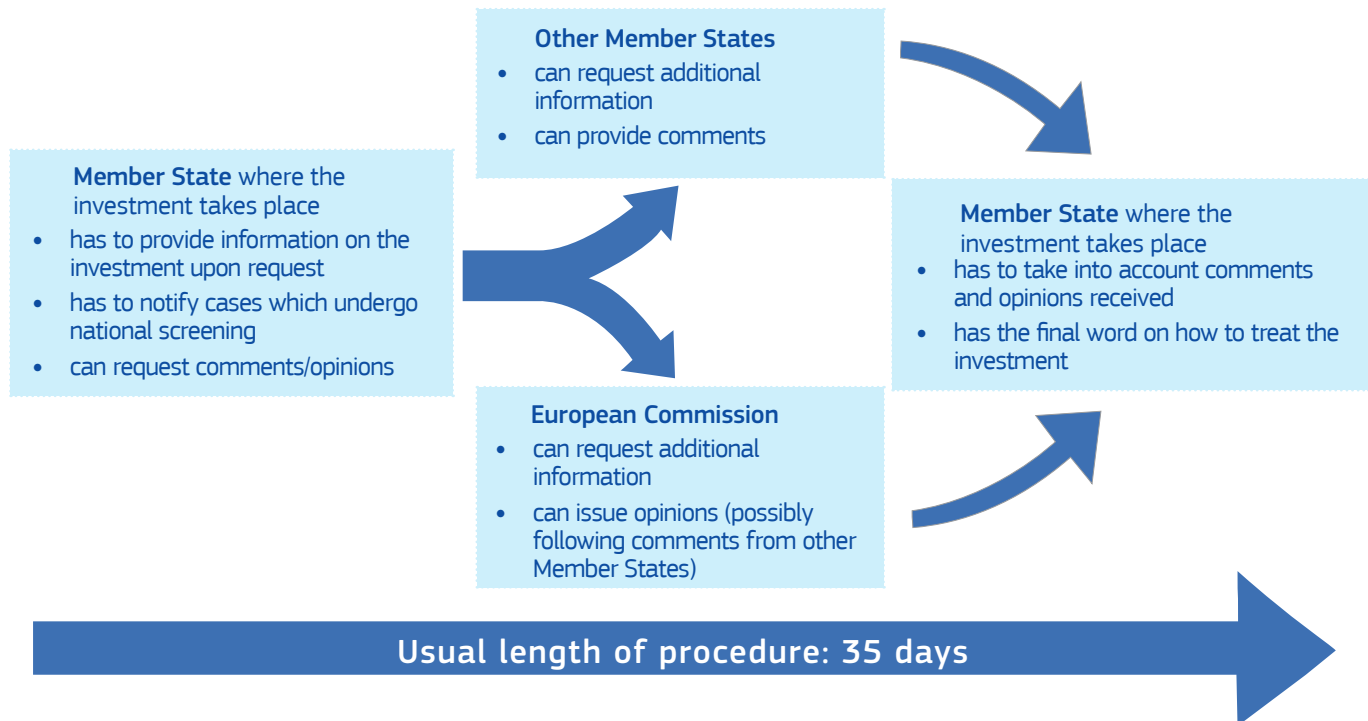 Member State where the
investment takes place
• has to provide information on the
investment upon request
• has to notify cases which undergo
national screening
• can request comments/opinions
Other Member States
• can request additional
information
• can provide comments
European Commission
• can request additional
information
• can issue opinions (possibly
following comments from other
Member States)
Member State where the
investment takes place
• has to take into account comments
and opinions received
• has the final word on how to treat the
investment
Usual length of procedure: 35 days